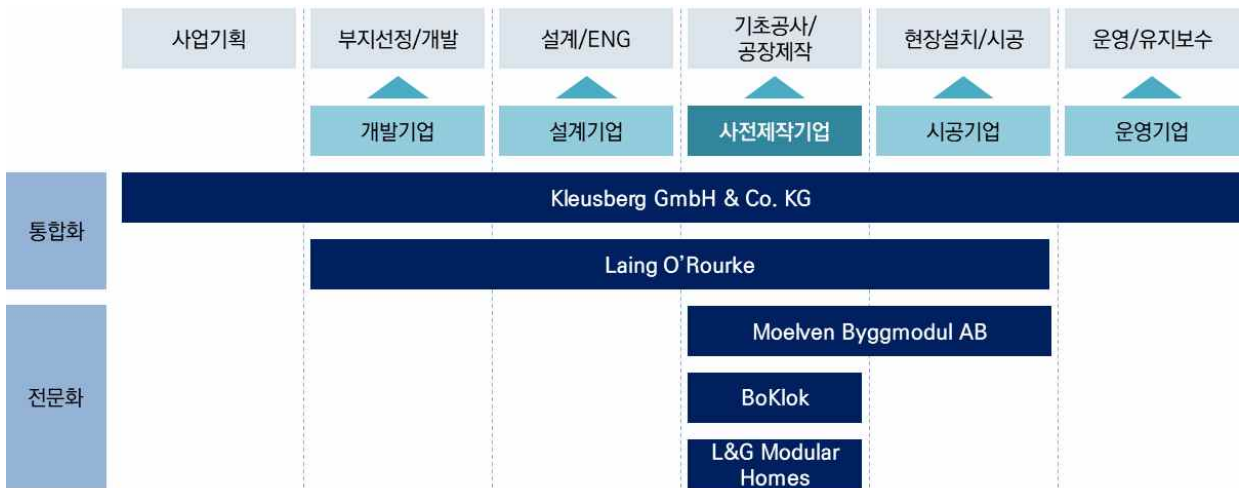 사업기획
부지선정/개발
설계/ENG
기초공사/
공장제작
현장설치/시공
운영/유지보수
개발기업
설계기업
사전제작기업
시공기업
운영기업
통합화
Kleusberg GmbH & Co. KG
Laing O'Rourke
전문화
Moelven Byggmodul AB
BoKlok
L&G Modular
Homes